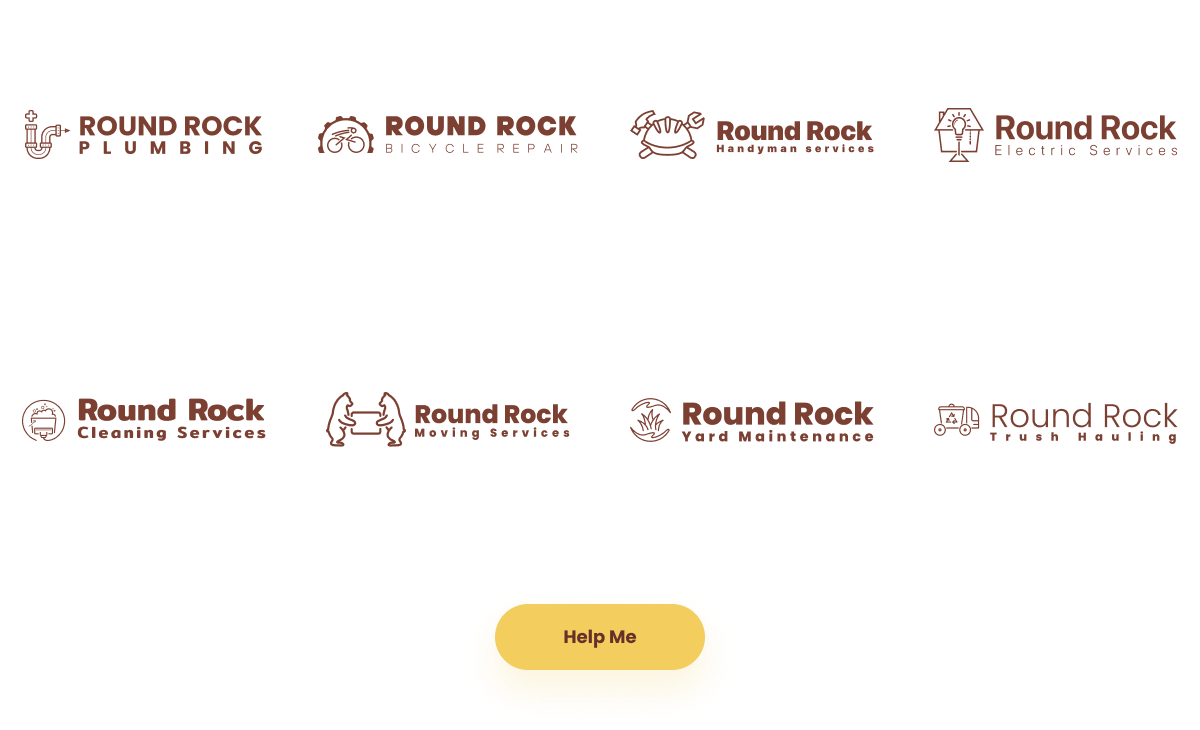 ROUND ROCK
PLUMBING
ROUND ROCK
BICYCLE REPAIR
Round Rock
Handyman services
Round Rock
Electric Services
Round Rock
Cleaning Services
Round Rock
Moving Services
Round Rock
Yard Maintenance
Round Rock
Trush Hauling
Help Me